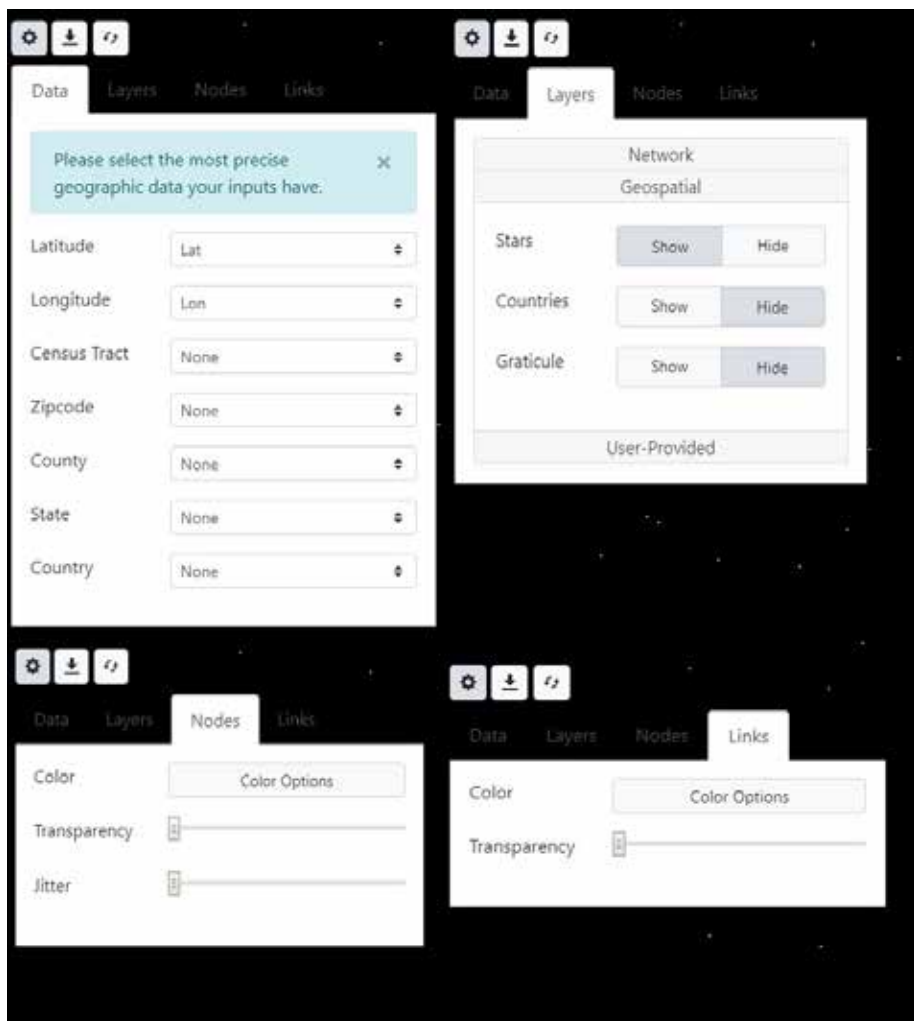 Data Layers Nodes Links
Please select the most precise
geographic data your inputs have.
Latitude Lat
Longitude Lon
Census Tract None
Zipcode None
County None
State None
Country None
Data Layers Nodes Links
Network
Geospatial
Stars Show Hide
Countries Show Hide
Graticule Show Hide
User-Provided
Data Layers Nodes Links
Color Color Options
Transparency
Jitter
Data Layers Nodes Links
Color Color Options
Transparency